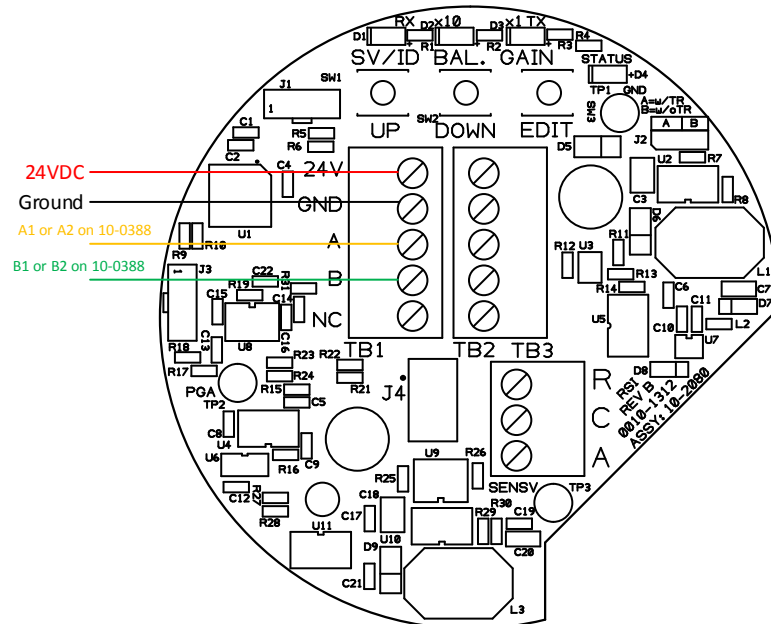 RX x10 x1 TX
D1 D2 R1 D3 R2 R3 R4
SV/ID BAL. GAIN
STATUS
+D4
TP1 GND
J1 SW1
1
SW2
SW3
A=w/TR
B=w/oTR
A B
J2
UP DOWN EDIT
C1
R5
C2
R6
D5
U2
R7
C4
24VDC
24V
C3
R8
Ground
GND
U1
D6
A1 or A2 on 10-0388
A
R9 R10
R12
U3
R11
L1
B1 or B2 on 10-0388
B
J3
1
C22
R31
R19
R13
R14
C6
C7
C15
C14
NC
U5
C10
C11
D7
R18
U8
C16
L2
C13
TB1 TB2 TB3
U7
R17
R23
R22
D8
R24
R21
PGA
TP2
R15
C5
J4
R
C
A
RSI
REV B
0010-1312
ASSY: 10-2080
C8
U4
C9
U6
R16
U9
R26
R25
C12
R27
SENSV
TP3
R28
C18
R30
C17
R29
C19
U11
U10
C20
D9
C21
L3